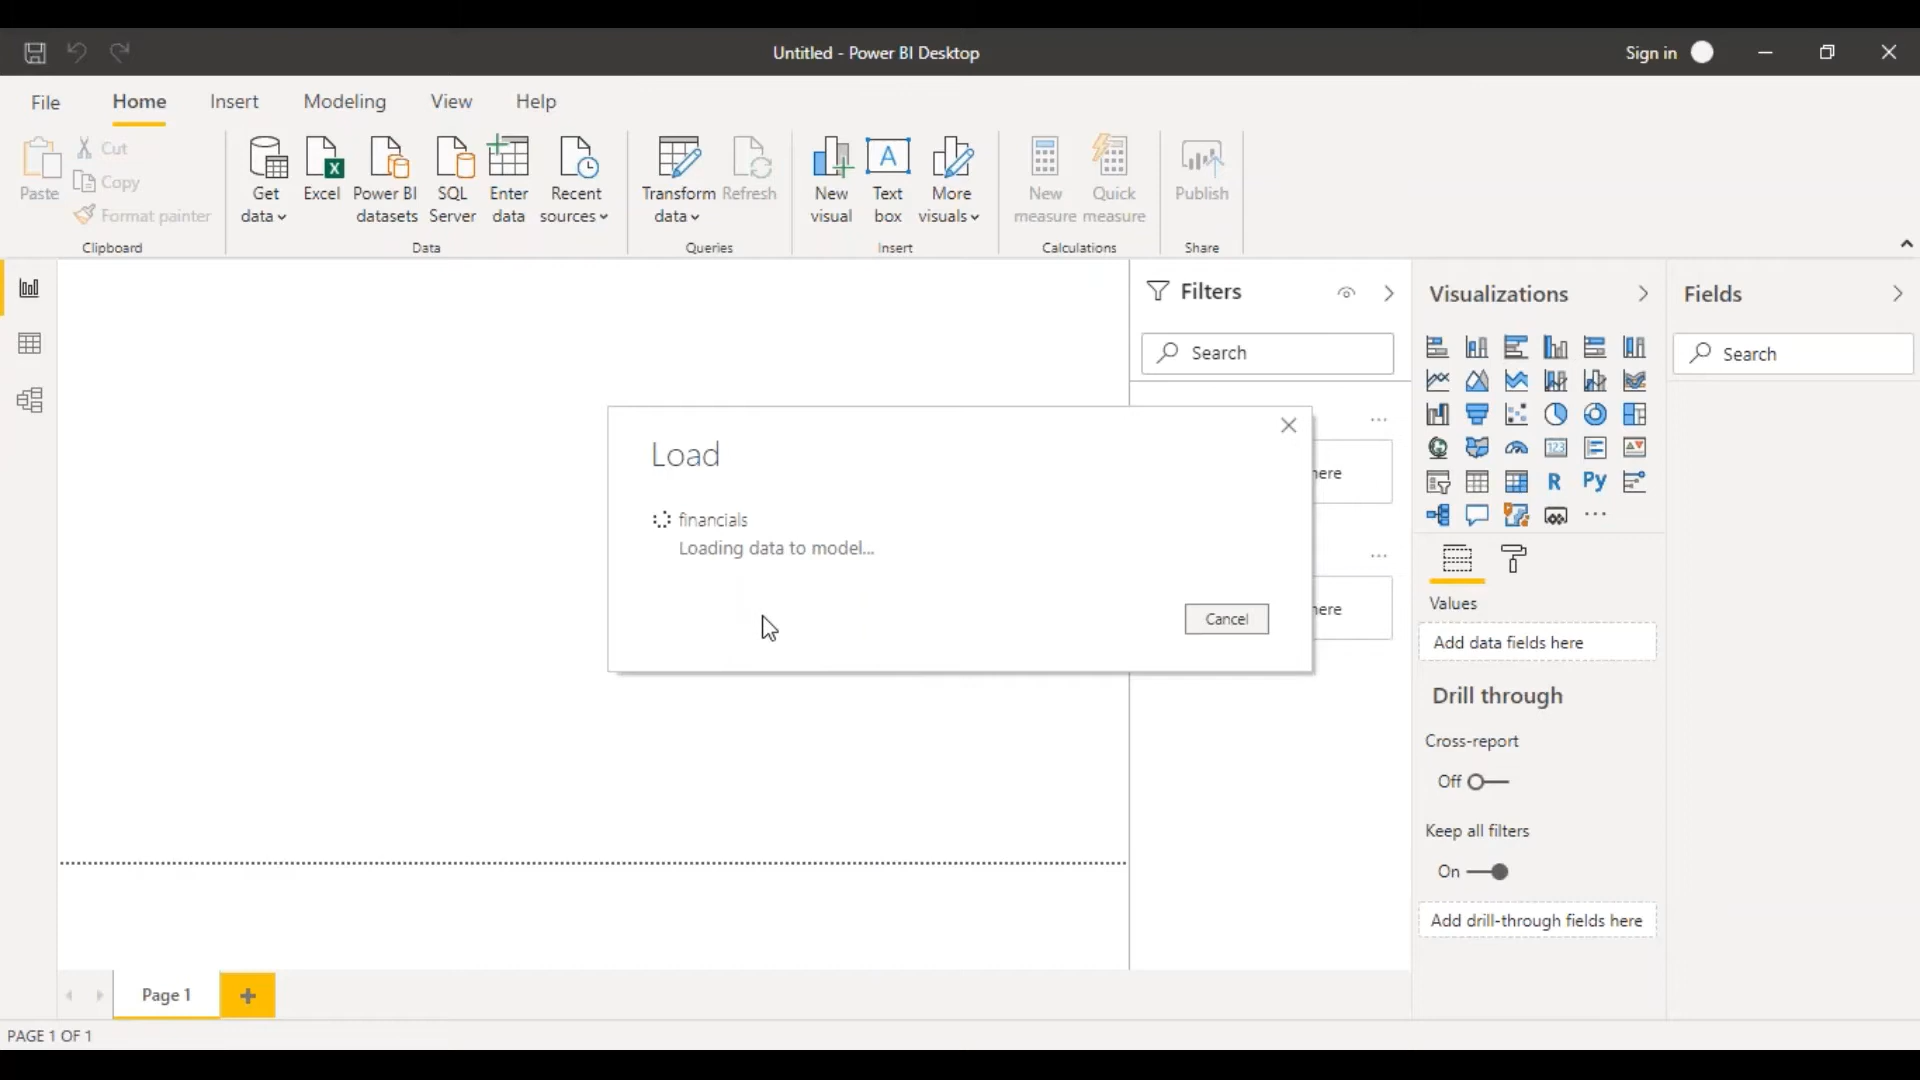 Untitled - Power BI Desktop
Sign in
File
Home
Insert
Modeling
View
Help
Paste
Cut
Copy
Format painter
Clipboard
Get
data
Excel
Power BI
datasets
SQL
Server
Enter
data
Recent
sources
Data
Transform
data
Refresh
Queries
New
visual
Text
box
More
visuals
Insert
New
measure
Quick
measure
Calculations
Publish
Share
Filters
Search
...
here
...
here
Load
financials
Loading data to model...
Cancel
Visualizations
123
R
Py
...
Values
Add data fields here
Drill through
Cross-report
Off
Keep all filters
On
Add drill-through fields here
Fields
Search
Page 1
PAGE 1 OF 1